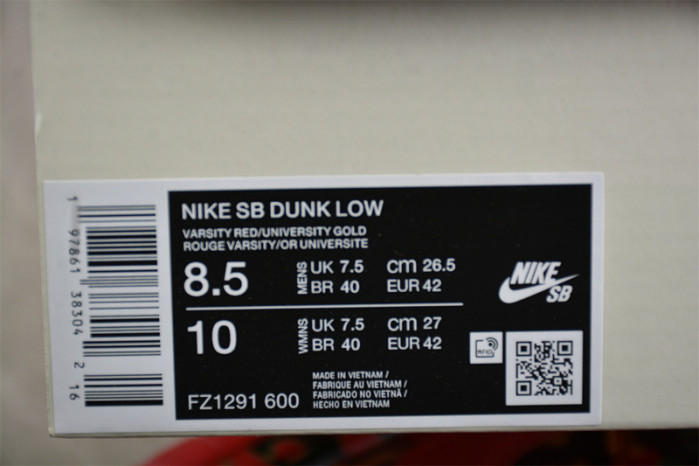 NIKE SB DUNK LOW
VARSITY RED/UNIVERSITY GOLD
ROUGE VARSITY/OR UNIVERSITE
8.5 MENS UK 7.5 cm 26.5
BR 40 EUR 42
10 WMNS UK 7.5 cm 27
BR 40 EUR 42
FZ1291 600
MADE IN VIETNAM /
FABRIQUE AU VIETNAM /
FABRICADO NO VIETNÃ /
HECHO EN VIETNAM
NIKE
SB
RFID
1 97861 38304 2 16